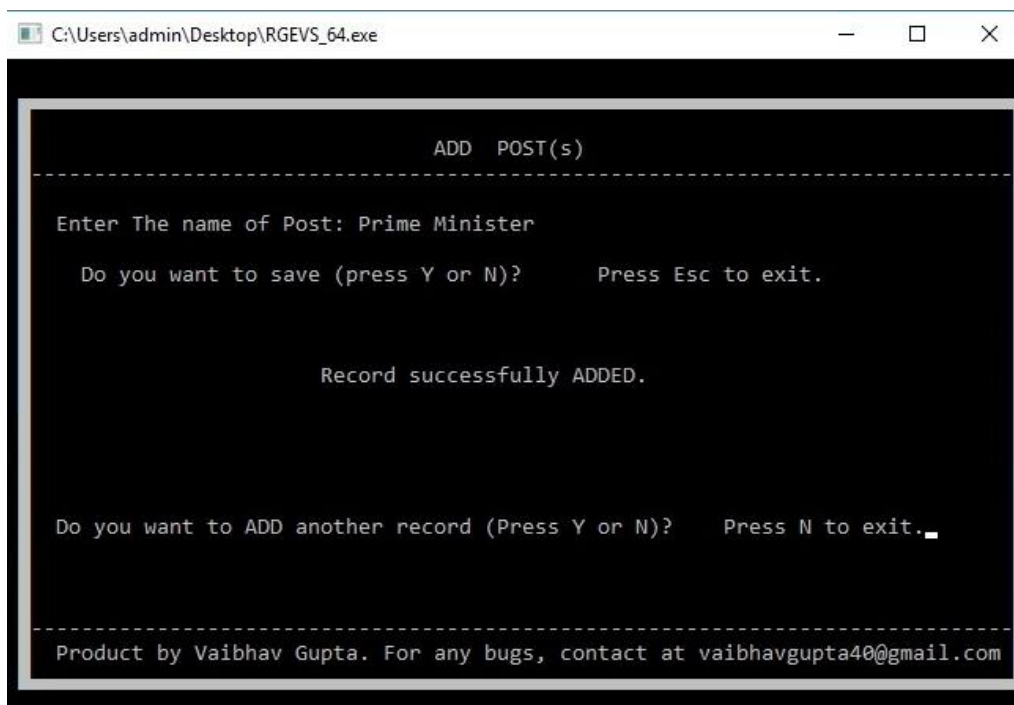 C:\Users\admin\Desktop\RGEVS_64.exe
ADD POST(s)
Enter The name of Post: Prime Minister
Do you want to save (press Y or N)? Press Esc to exit.
Record successfully ADDED.
Do you want to ADD another record (Press Y or N)? Press N to exit.
Product by Vaibhav Gupta. For any bugs, contact at vaibhavgupta40@gmail.com